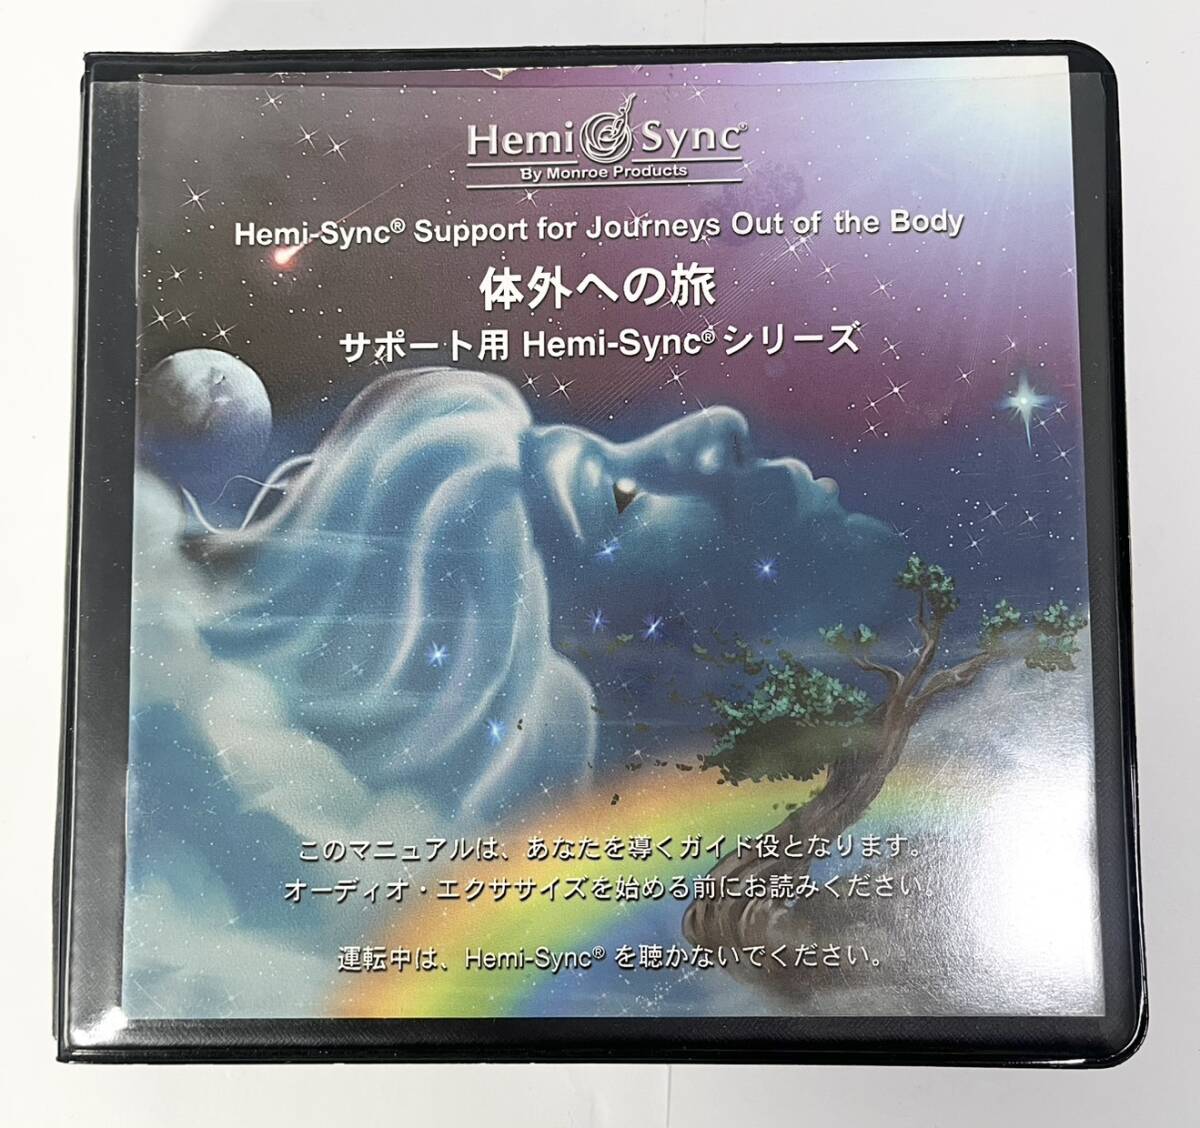 Hemi Sync®
By Monroe Products
Hemi-Sync® Support for Journeys Out of the Body
体外への旅
サポート用 Hemi-Sync® シリーズ
このマニュアルは、あなたを導くガイド役となります。
オーディオ・エクササイズを始める前にお読みください。
運転中は、Hemi-Sync® を聴かないでください。